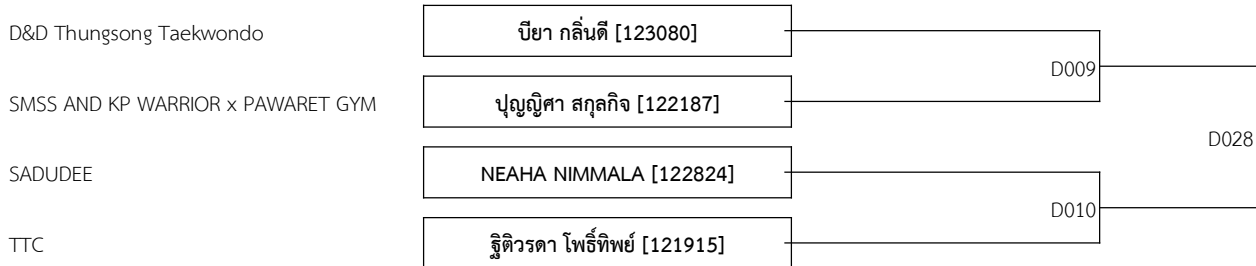 D&D Thungsong Taekwondo บียา กลิ่นดี [123080]
D009
SMSS AND KP WARRIOR x PAWARET GYM ปุญญิศา สกุลกิจ [122187]
D028
SADUDEE NEAHA NIMMALA [122824]
D010
TTC ฐิติวรดา โพธิ์ทิพย์ [121915]